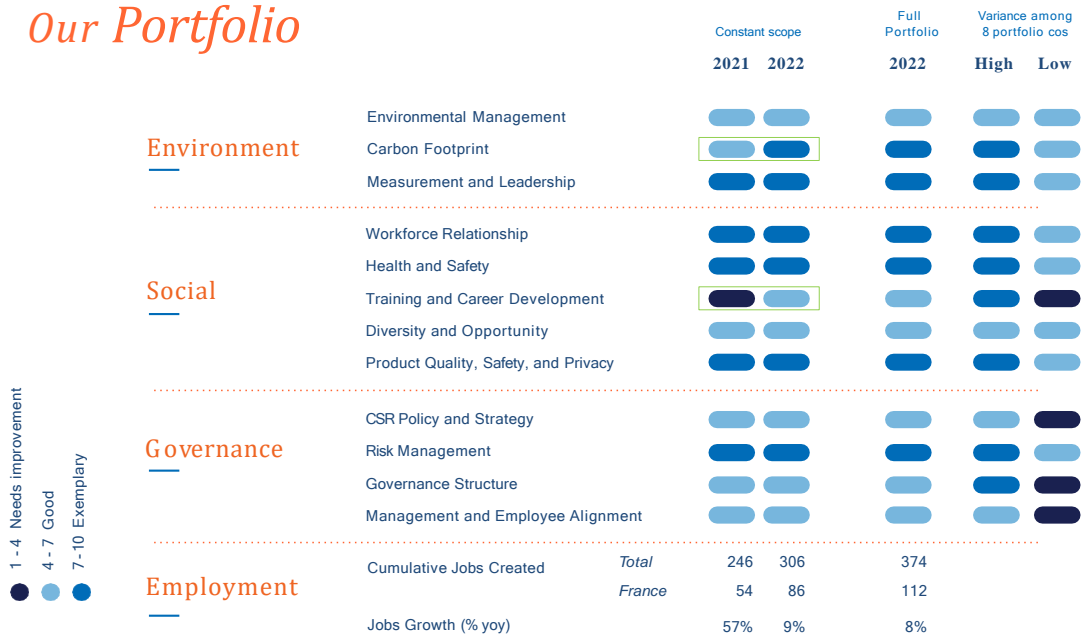 Our Portfolio
Constant scope
Full
Portfolio
Variance among
8 portfolio cos
2021 2022 2022 High Low
Environment
Environmental Management
Carbon Footprint
Measurement and Leadership
Social
Workforce Relationship
Health and Safety
Training and Career Development
Diversity and Opportunity
Product Quality, Safety, and Privacy
Governance
CSR Policy and Strategy
Risk Management
Governance Structure
Management and Employee Alignment
Employment
Cumulative Jobs Created Total 246 306 374
France 54 86 112
Jobs Growth (% yoy) 57% 9% 8%
1 - 4 Needs improvement
4 - 7 Good
7-10 Exemplary